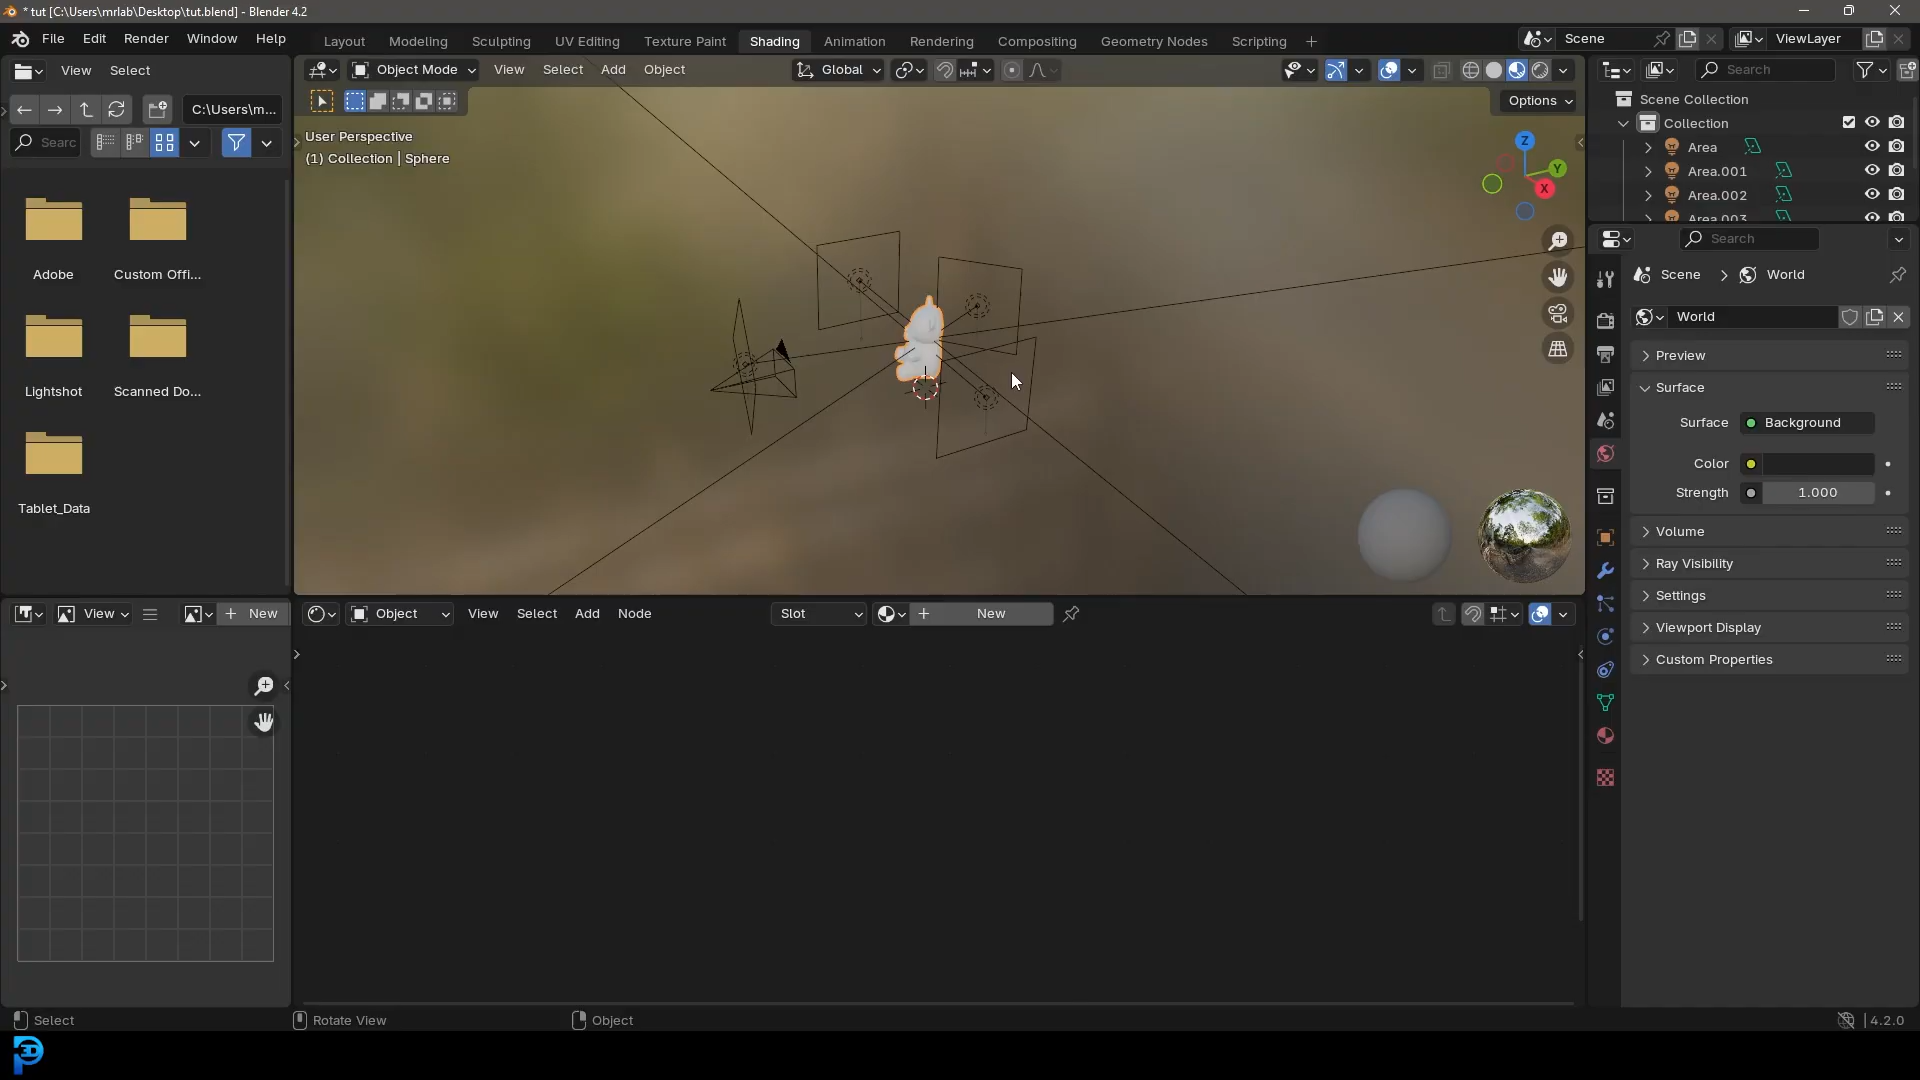 * tut [C:\Users\mrlab\Desktop\tut.blend] - Blender 4.2
File Edit Render Window Help Layout Modeling Sculpting UV Editing Texture Paint Shading Animation Rendering Compositing Geometry Nodes Scripting + Scene ViewLayer
View Select
C:\Users\m...
Searc
Adobe
Custom Offi...
Lightshot
Scanned Do...
Tablet_Data
Object Mode View Select Add Object Global
Options
User Perspective
(1) Collection | Sphere
Z
Y
X
Search
Scene Collection
Collection
Area
Area.001
Area.002
Area.003
Search
Scene > World
World
Preview
Surface
Surface Background
Color
Strength 1.000
Volume
Ray Visibility
Settings
Viewport Display
Custom Properties
View + New
Object View Select Add Node Slot + New
Select Rotate View Object | 4.2.0
3D